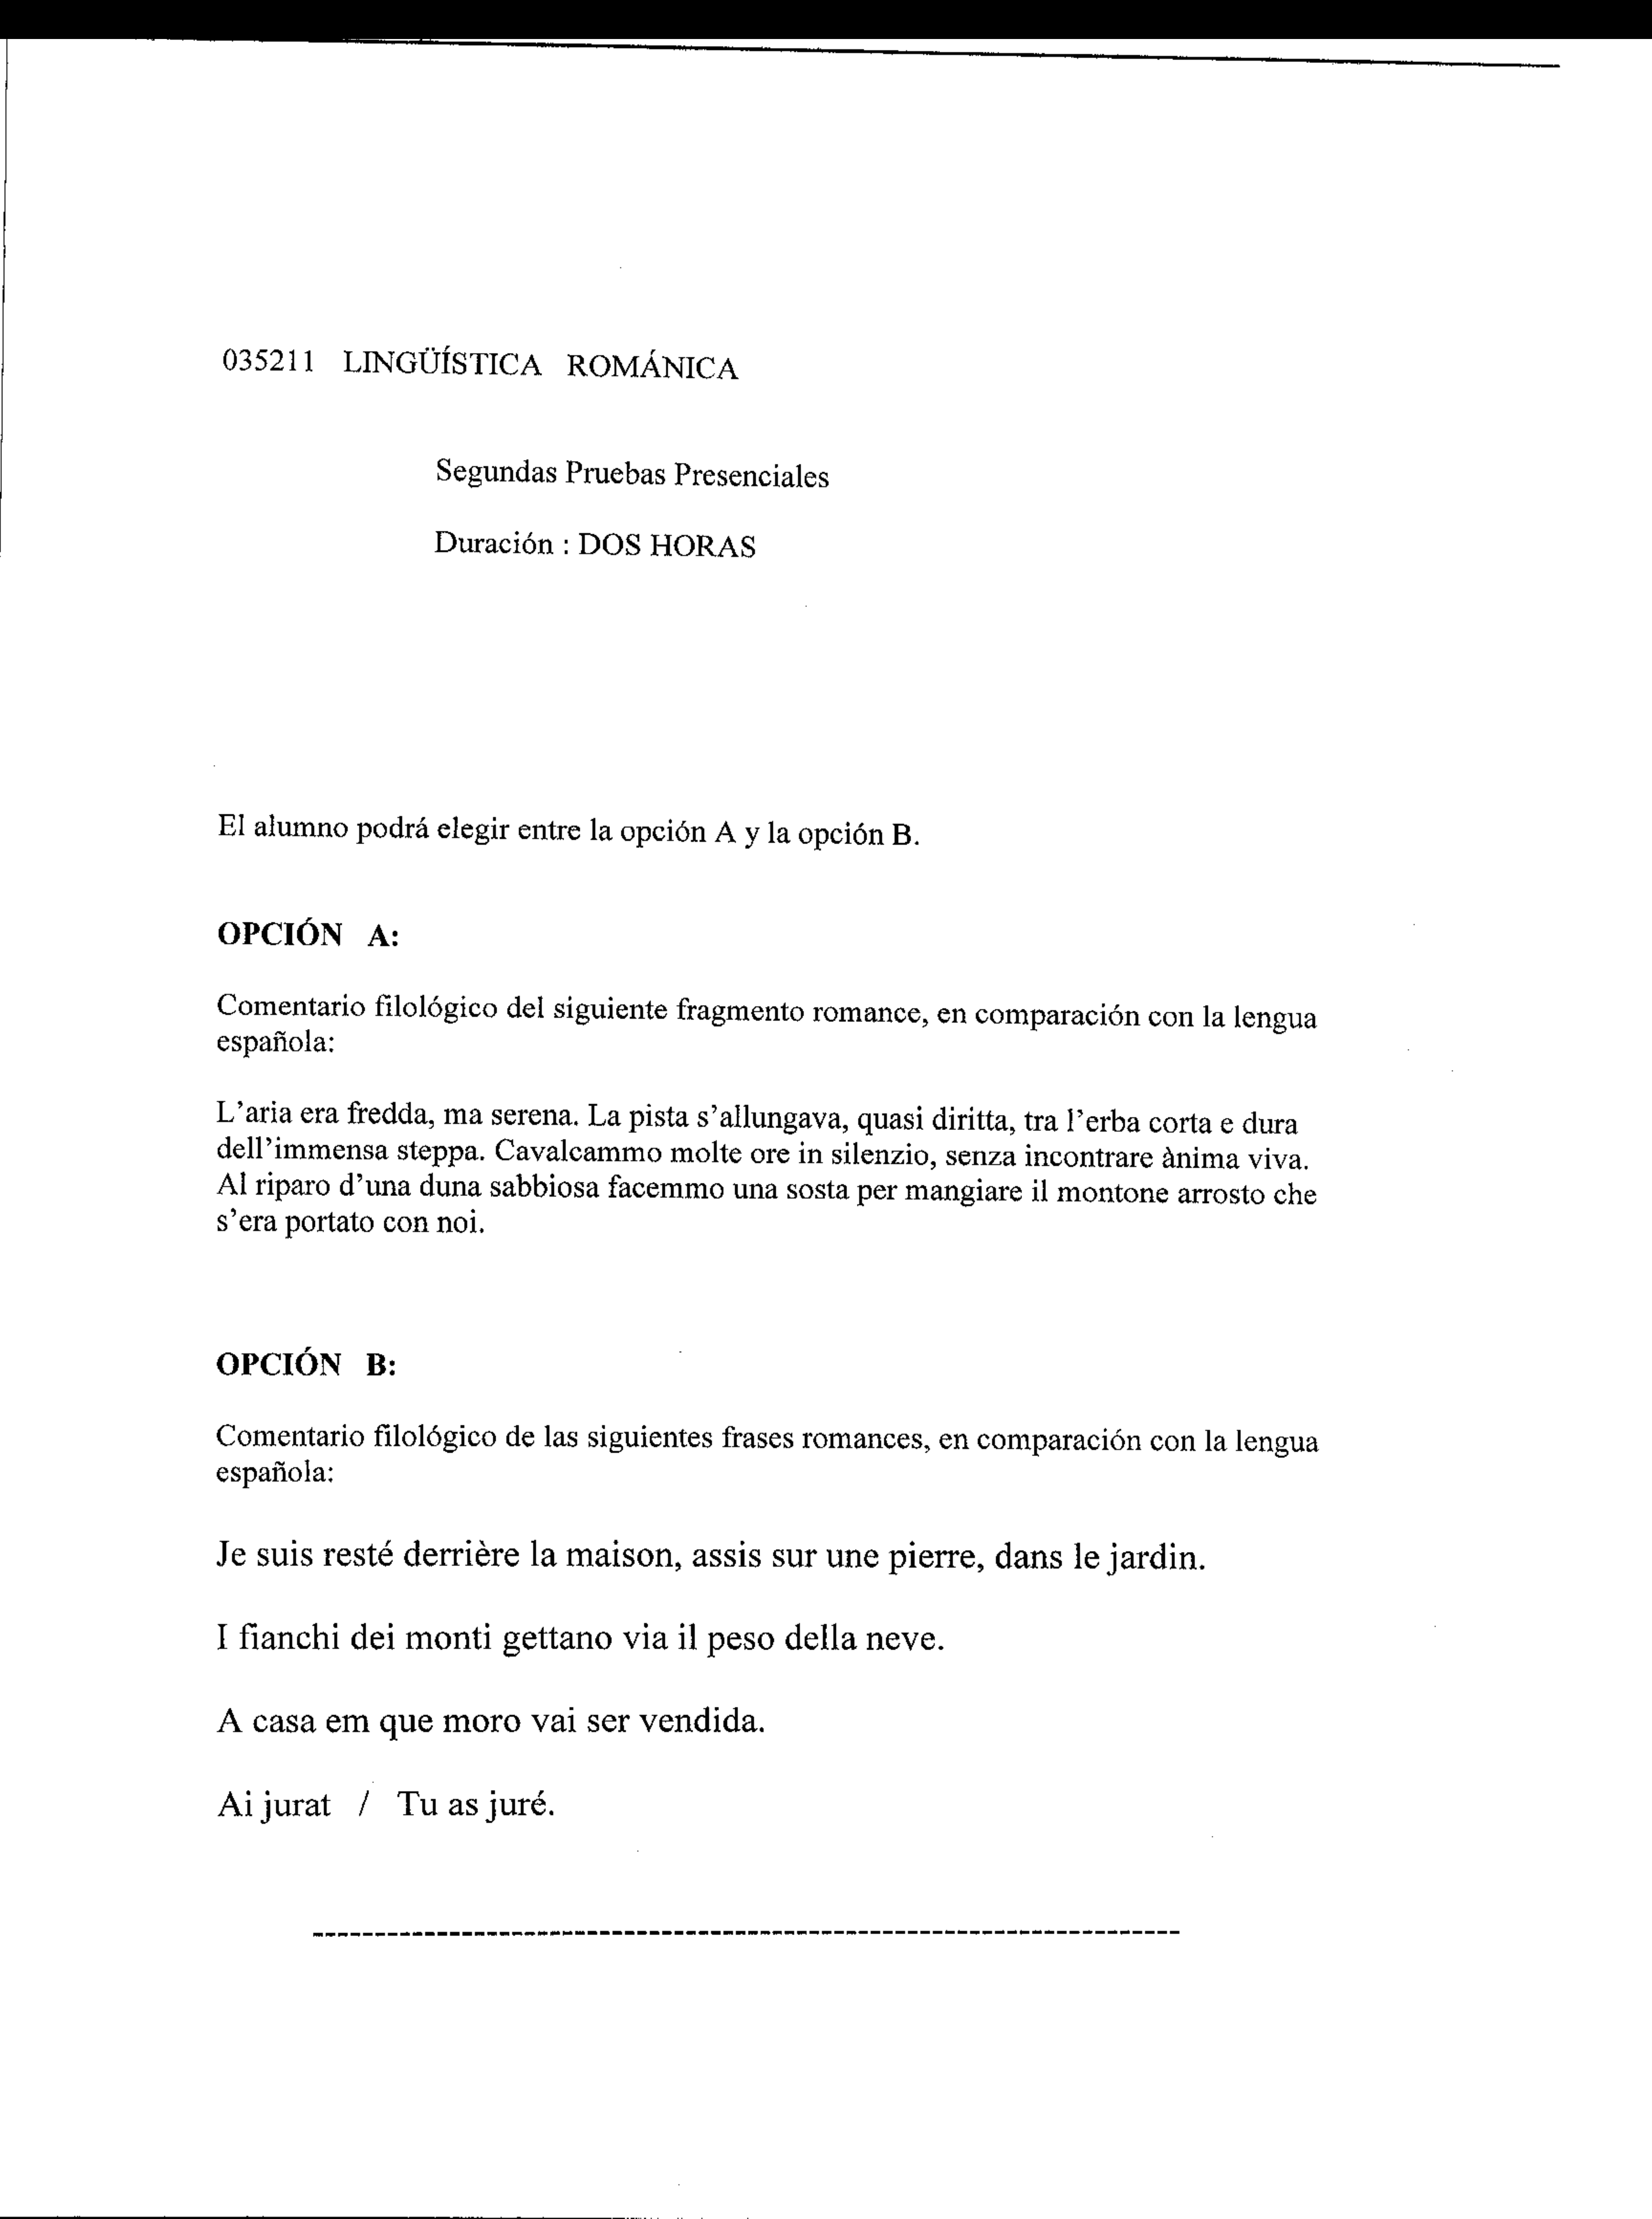 035211 LINGÜÍSTICA ROMÁNICA
Segundas Pruebas Presenciales
Duración : DOS HORAS
El alumno podrá elegir entre la opción A y la opción B.
OPCIÓN A:
Comentario filológico del siguiente fragmento romance, en comparación con la lengua
española:
L'aria era fredda, ma serena. La pista s'allungava, quasi diritta, tra l'erba corta e dura
dell'immensa steppa. Cavalcammo molte ore in silenzio, senza incontrare ànima viva.
Al riparo d'una duna sabbiosa facemmo una sosta per mangiare il montone arrosto che
s'era portato con noi.
OPCIÓN B:
Comentario filológico de las siguientes frases romances, en comparación con la lengua
española:
Je suis resté derrière la maison, assis sur une pierre, dans le jardin.
I fianchi dei monti gettano via il peso della neve.
A casa em que moro vai ser vendida.
Ai jurat / Tu as juré.